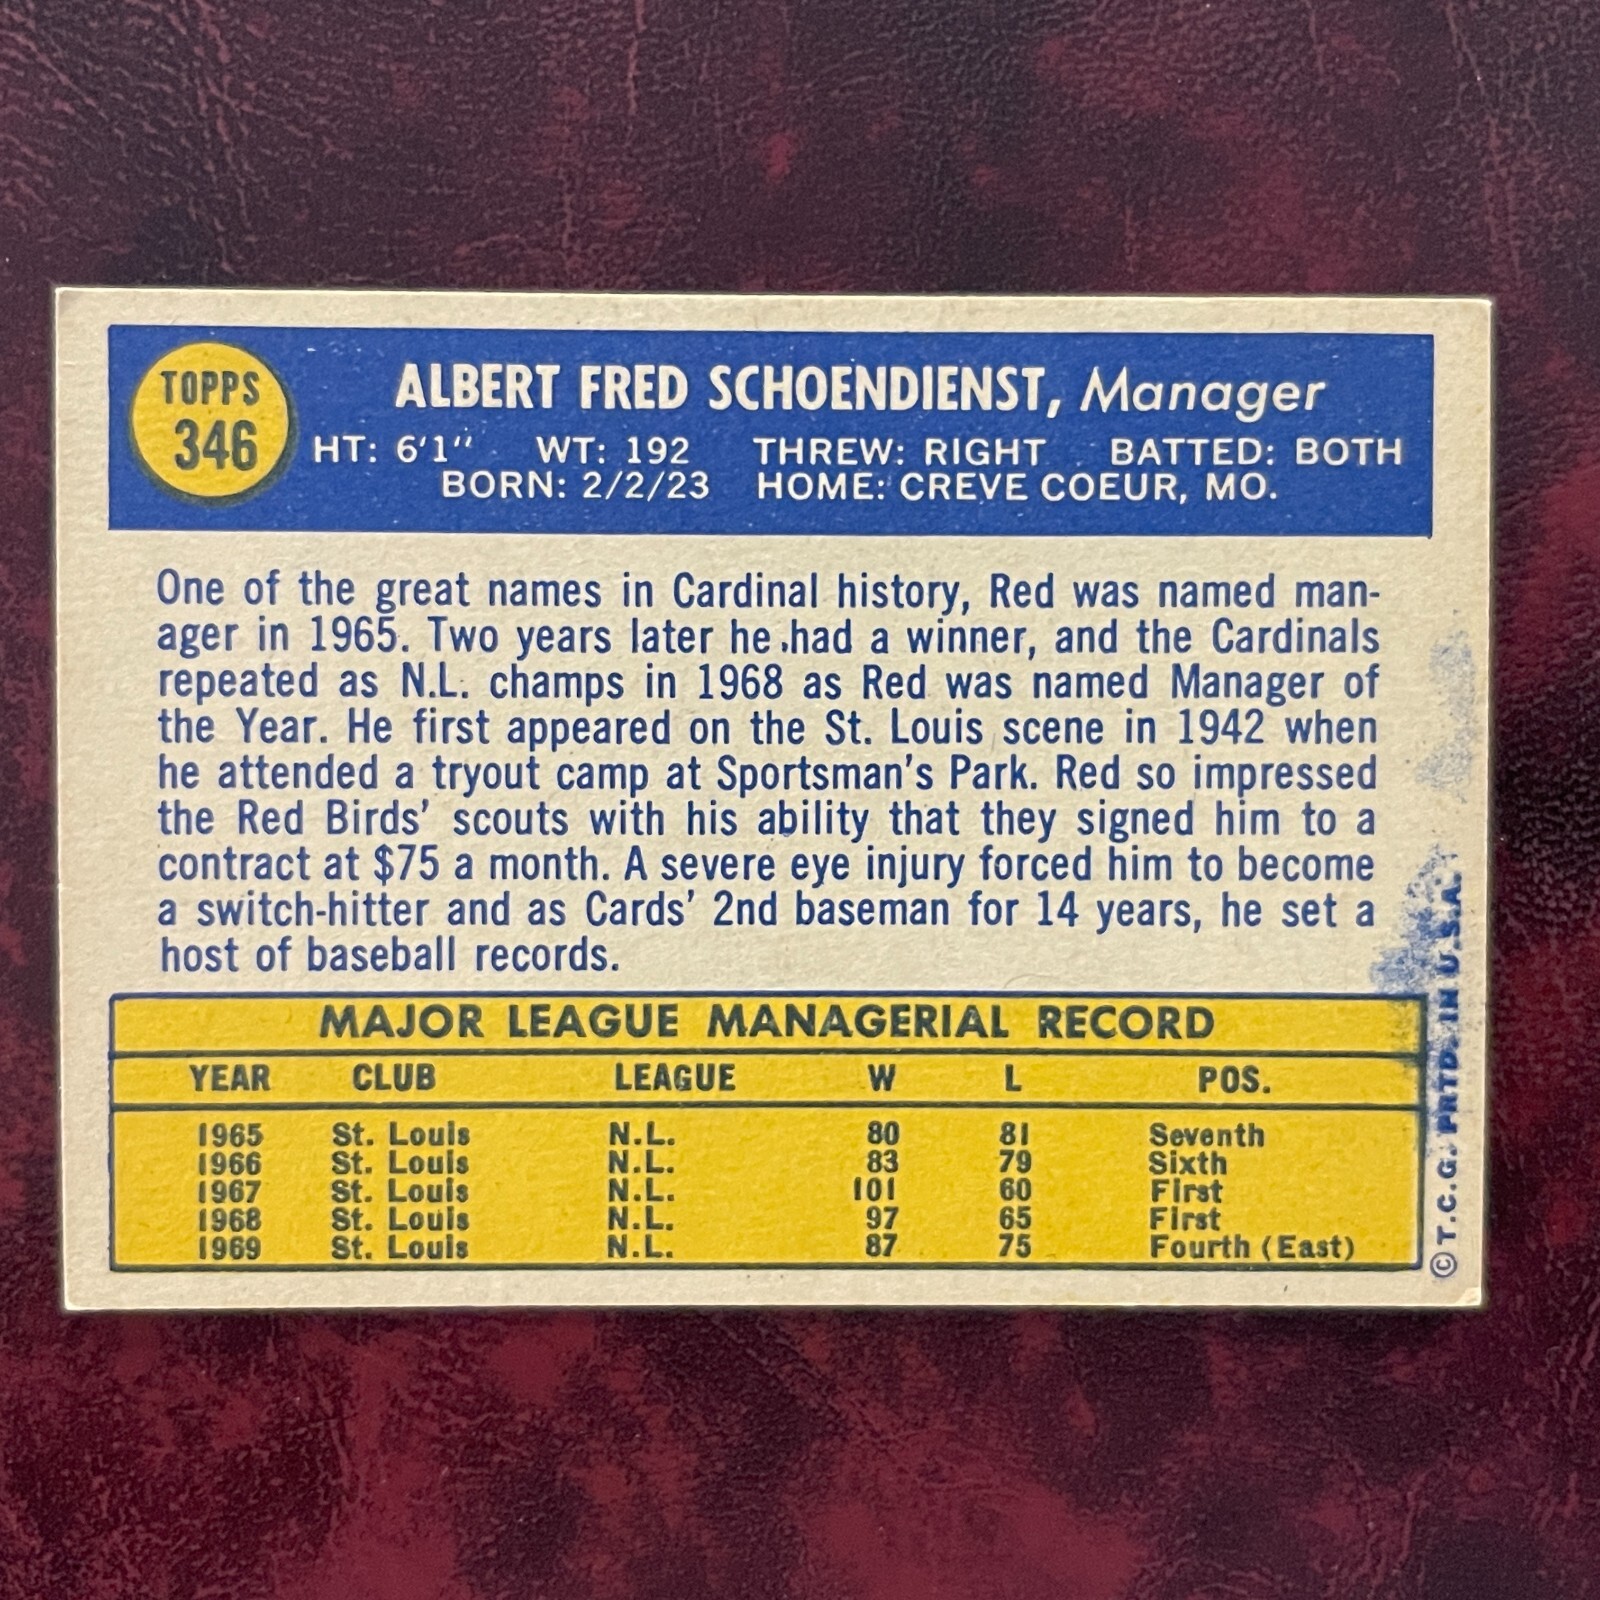 TOPPS
346
ALBERT FRED SCHOENDIENST, Manager
HT: 6'1" WT: 192 THREW: RIGHT BATTED: BOTH
BORN: 2/2/23 HOME: CREVE COEUR, MO.
One of the great names in Cardinal history, Red was named man-
ager in 1965. Two years later he had a winner, and the Cardinals
repeated as N.L. champs in 1968 as Red was named Manager of
the Year. He first appeared on the St. Louis scene in 1942 when
he attended a tryout camp at Sportsman's Park. Red so impressed
the Red Birds' scouts with his ability that they signed him to a
contract at $75 a month. A severe eye injury forced him to become
a switch-hitter and as Cards' 2nd baseman for 14 years, he set a
host of baseball records.
MAJOR LEAGUE MANAGERIAL RECORD
YEAR CLUB LEAGUE W L POS.
1965 St. Louis N.L. 80 81 Seventh
1966 St. Louis N.L. 83 79 Sixth
1967 St. Louis N.L. 101 60 First
1968 St. Louis N.L. 97 65 First
1969 St. Louis N.L. 87 75 Fourth (East)
© T.C.G. PRTD. IN U.S.A.